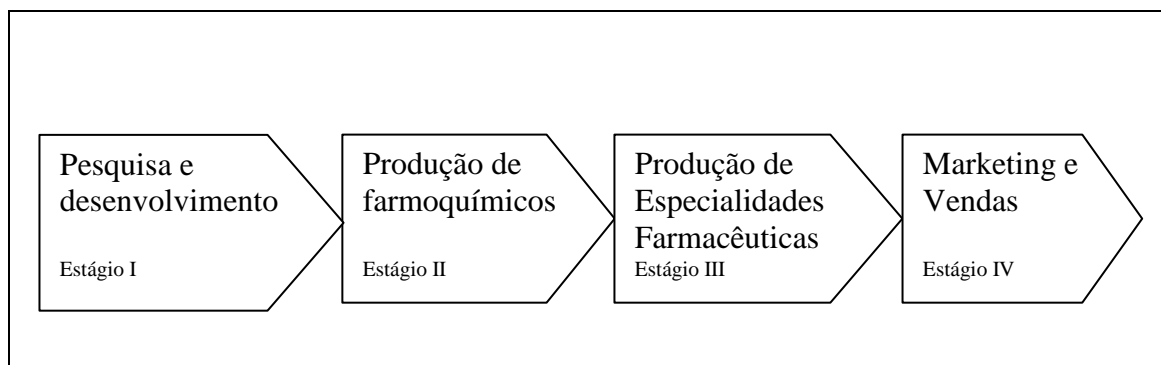 Pesquisa e
desenvolvimento
Estágio I
Produção de
farmoquímicos
Estágio II
Produção de
Especialidades
Farmacêuticas
Estágio III
Marketing e
Vendas
Estágio IV